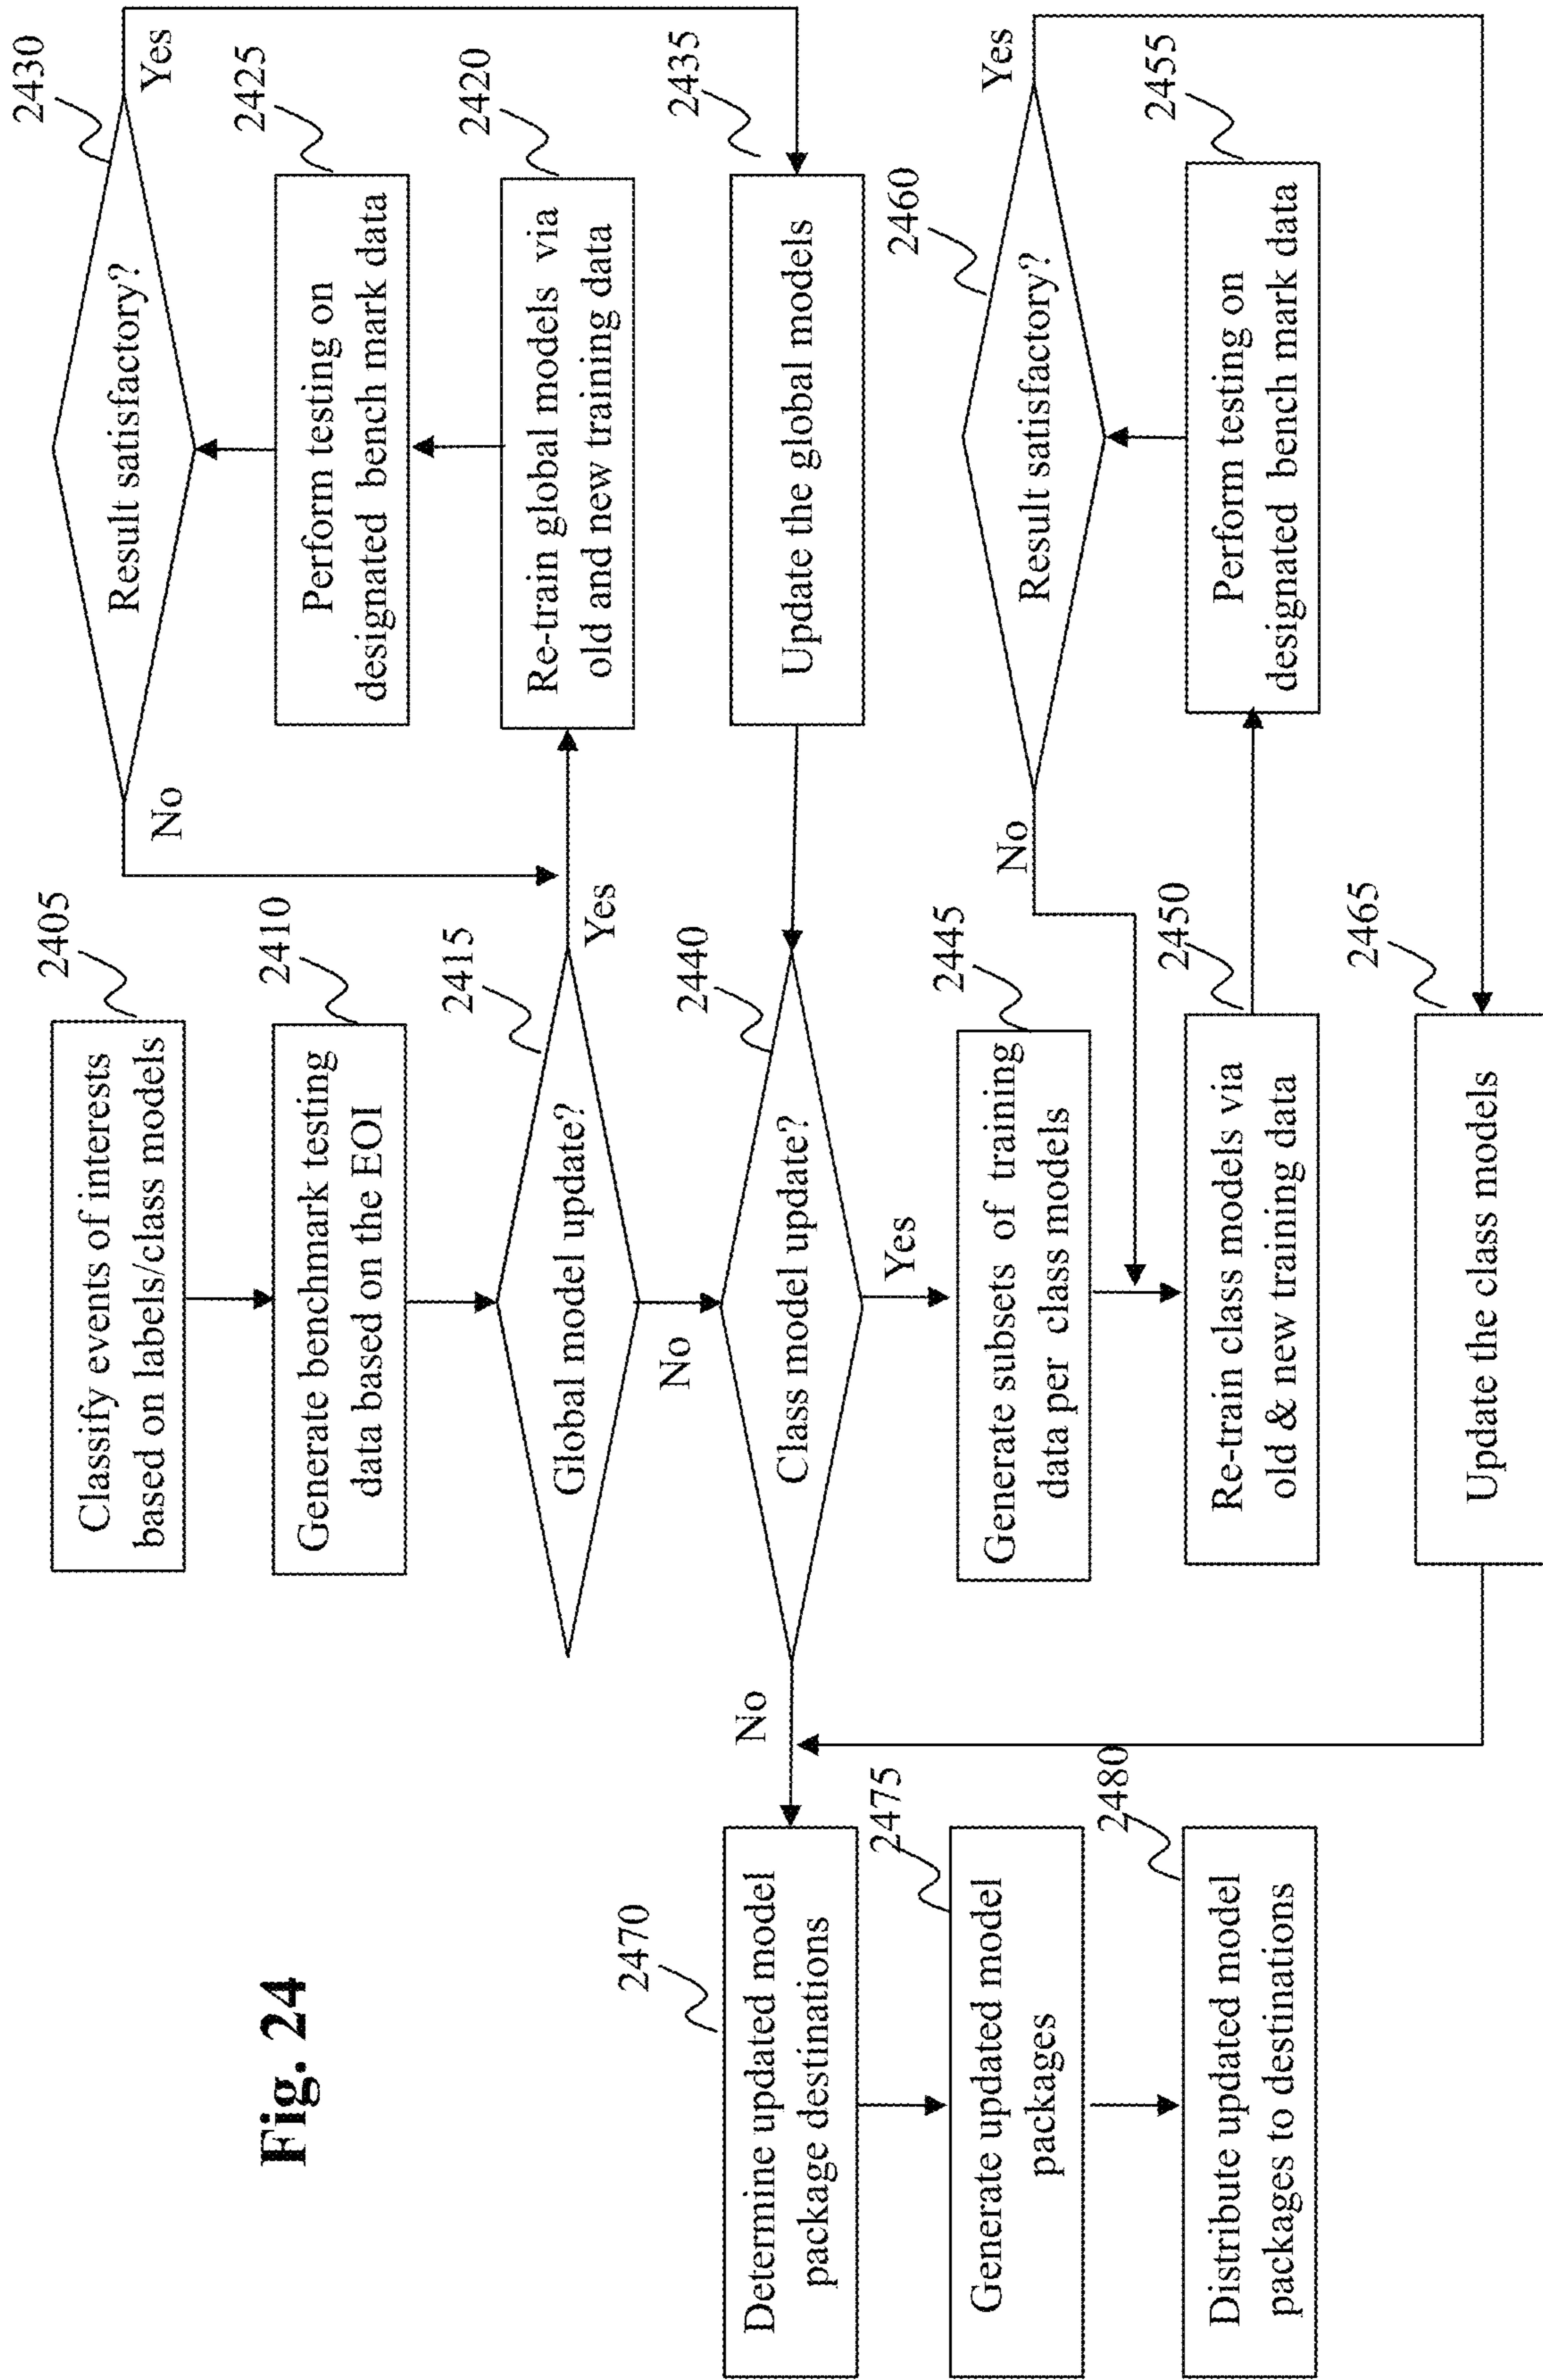 2405
Classify events of interests
based on labels/class models
2410
Generate benchmark testing
data based on the EOI
2415
Global model update?
Yes
No
2430
Result satisfactory?
Yes
No
2425
Perform testing on
designated bench mark data
2420
Re-train global models via
old and new training data
2435
Update the global models
2440
Class model update?
Yes
No
2445
Generate subsets of training
data per class models
2450
Re-train class models via
old & new training data
2460
Result satisfactory?
Yes
No
2455
Perform testing on
designated bench mark data
2465
Update the class models
2470
Determine updated model
package destinations
2475
Generate updated model
packages
2480
Distribute updated model
packages to destinations
Fig. 24